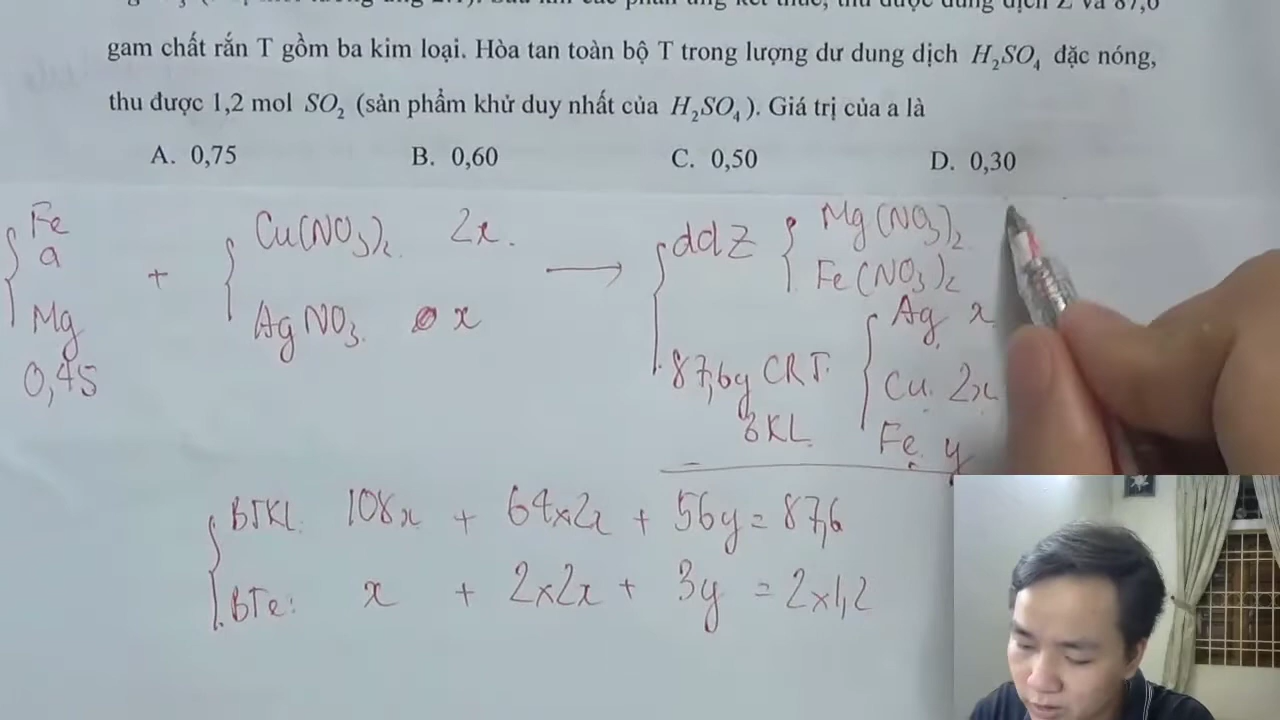 gam chất rắn T gồm ba kim loại. Hòa tan toàn bộ T trong lượng dư dung dịch H₂SO₄ đặc nóng,
thu được 1,2 mol SO₂ (sản phẩm khử duy nhất của H₂SO₄). Giá trị của a là
A. 0,75 B. 0,60 C. 0,50 D. 0,30
Fe
a
Mg
0,45
+
Cu(NO₃)₂ 2x.
AgNO₃. x
→
ddZ
Mg(NO₃)₂
Fe(NO₃)₂
87,6g CRT.
3KL
Ag x
Cu 2x
Fe y
BTKL: 108x + 64×2x + 56y = 87,6
BTe: x + 2×2x + 3y = 2×1,2